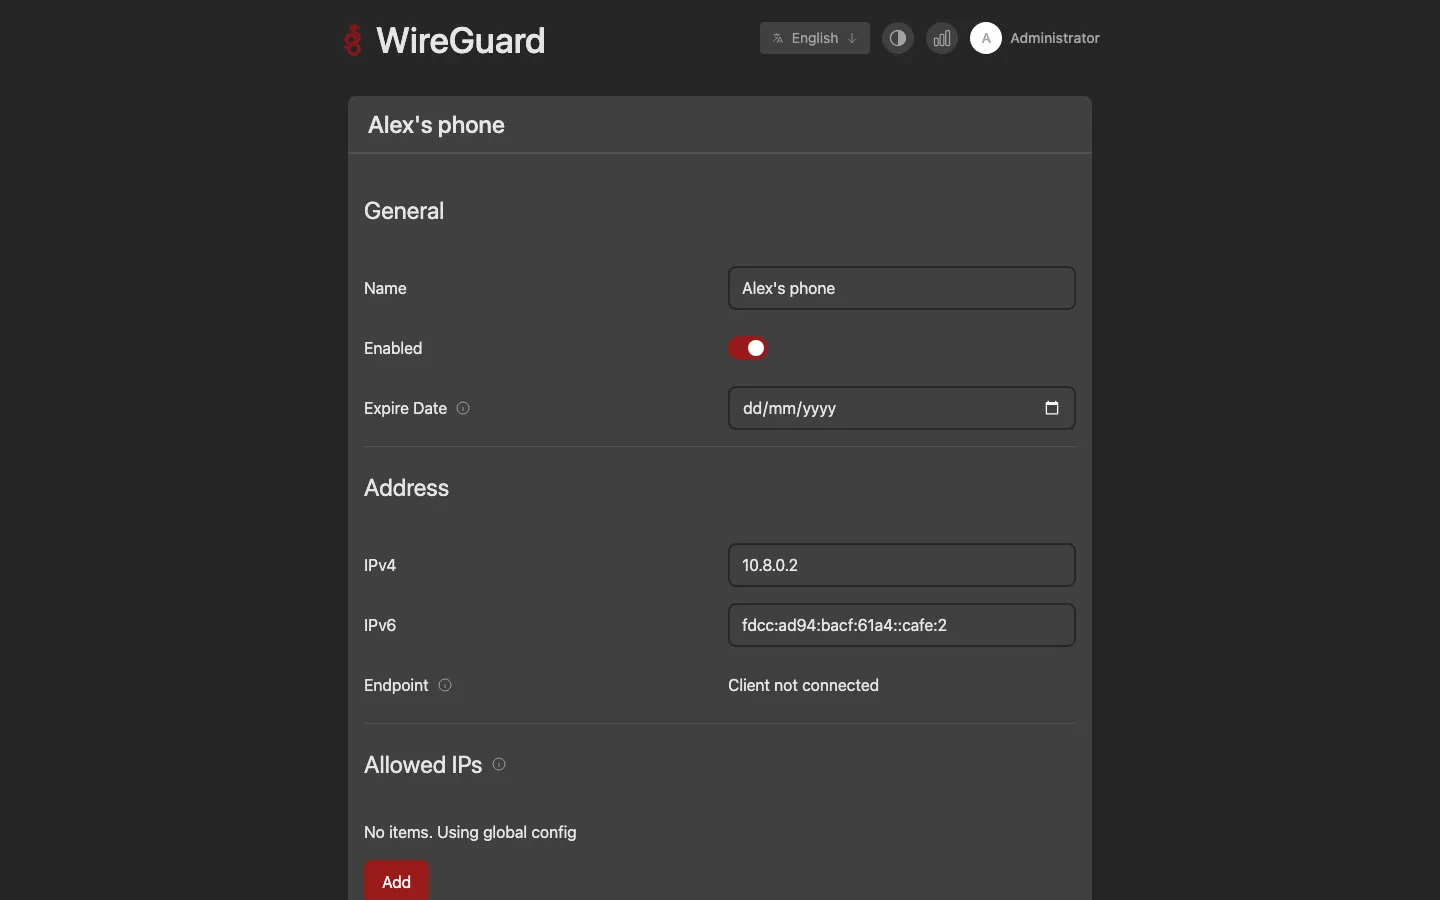 WireGuard
English
A
Administrator
Alex's phone
General
Name
Alex's phone
Enabled
Expire Date
dd/mm/yyyy
Address
IPv4
10.8.0.2
IPv6
fdcc:ad94:bacf:61a4::cafe:2
Endpoint
Client not connected
Allowed IPs
No items. Using global config
Add